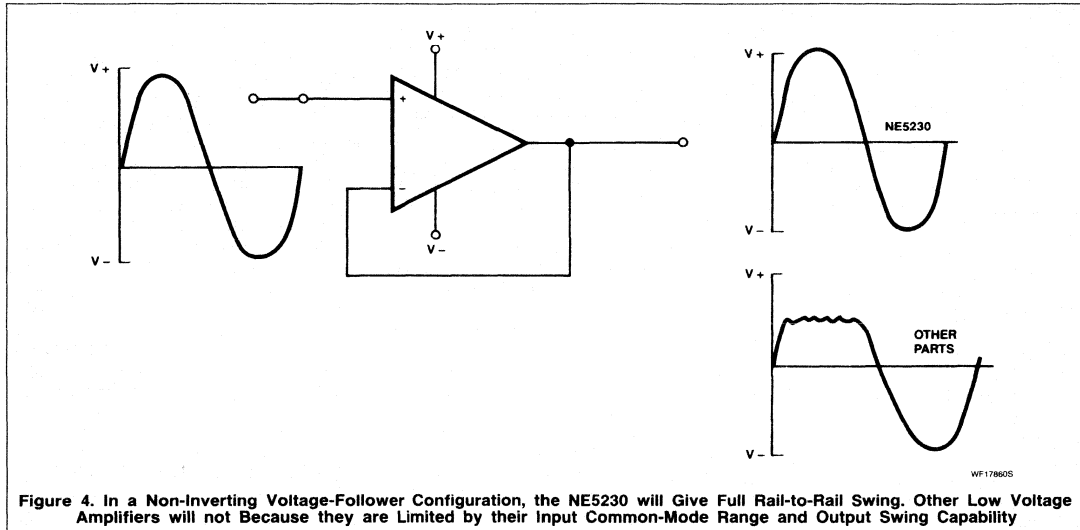 V+
V-
+
-
V+
V-
V+
NE5230
V-
V+
OTHER
PARTS
V-
WF17860S
Figure 4. In a Non-Inverting Voltage-Follower Configuration, the NE5230 will Give Full Rail-to-Rail Swing. Other Low Voltage
Amplifiers will not Because they are Limited by their Input Common-Mode Range and Output Swing Capability